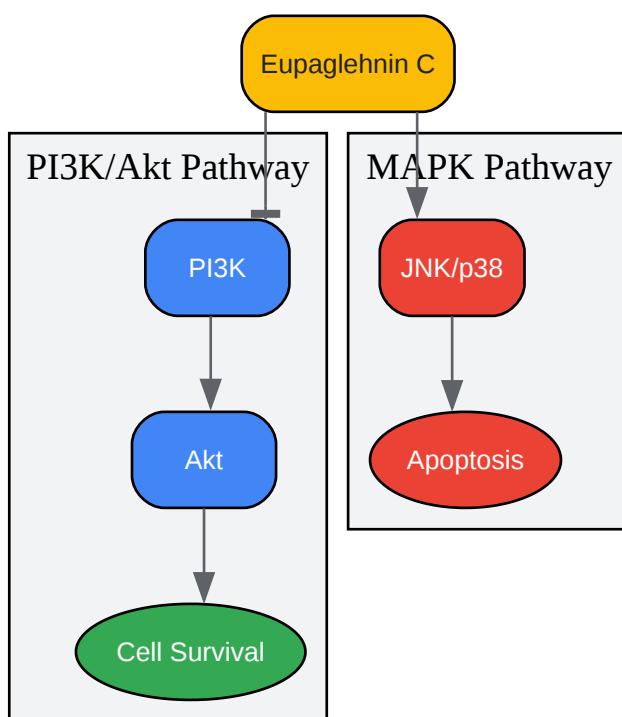 Eupaglehnin C
PI3K/Akt Pathway
MAPK Pathway
PI3K
JNK/p38
Akt
Apoptosis
Cell Survival